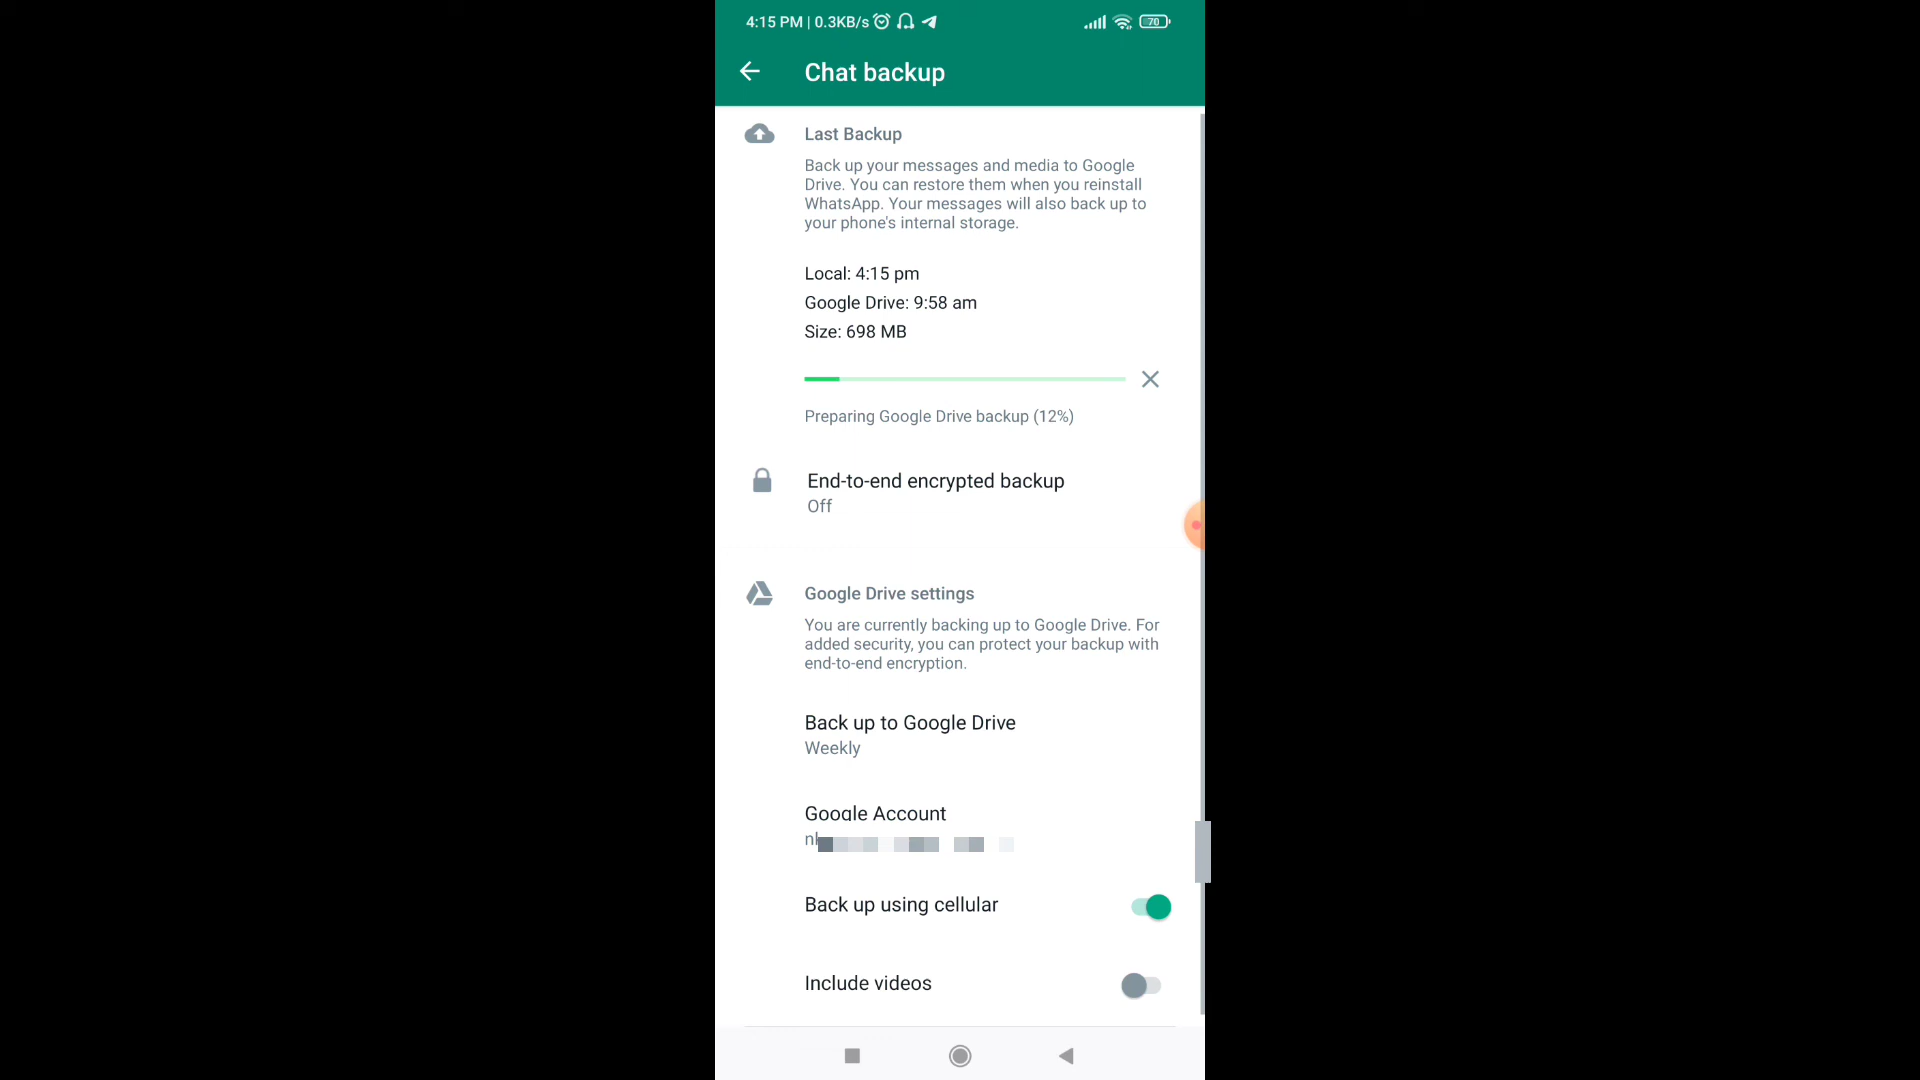 4:15 PM | 0.3KB/s 70
Chat backup
Last Backup
Back up your messages and media to Google
Drive. You can restore them when you reinstall
WhatsApp. Your messages will also back up to
your phone's internal storage.
Local: 4:15 pm
Google Drive: 9:58 am
Size: 698 MB
Preparing Google Drive backup (12%)
End-to-end encrypted backup
Off
Google Drive settings
You are currently backing up to Google Drive. For
added security, you can protect your backup with
end-to-end encryption.
Back up to Google Drive
Weekly
Google Account
Back up using cellular
Include videos